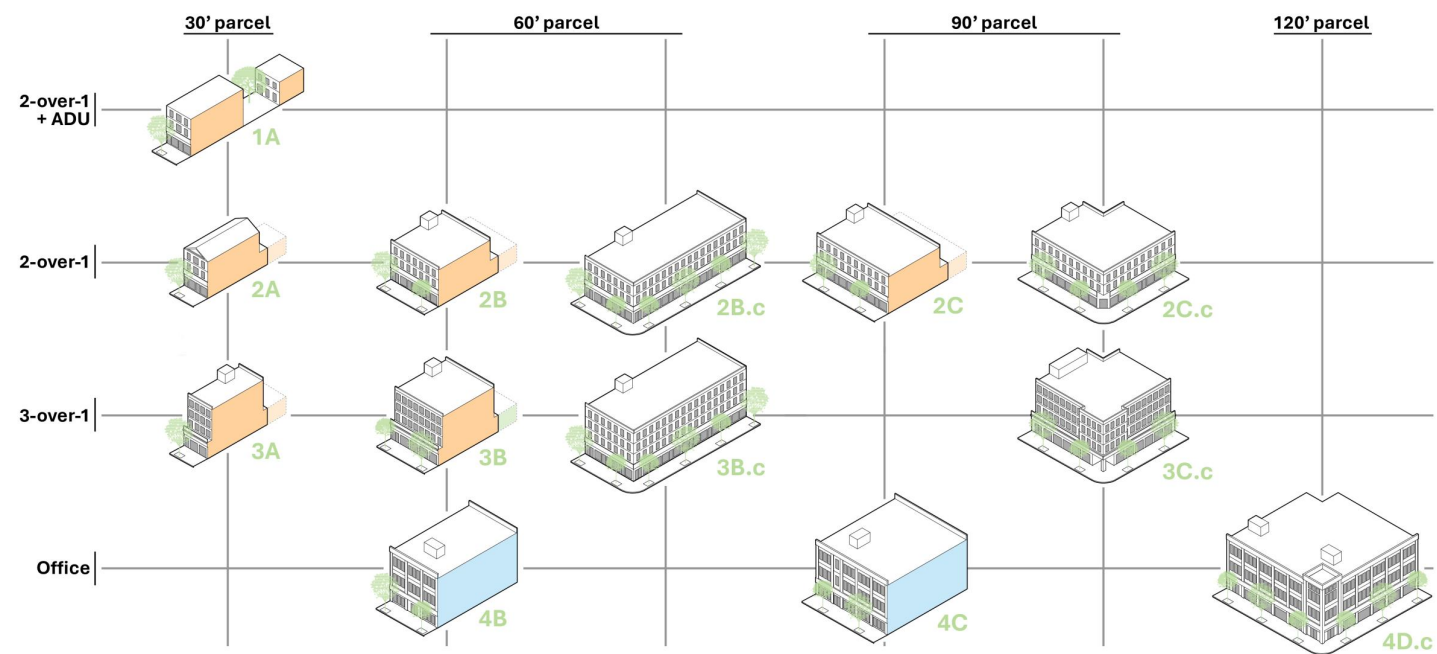 30’ parcel
60’ parcel
90’ parcel
120’ parcel
2-over-1
+ ADU
1A
2-over-1
2A
2B
2B.c
2C
2C.c
3-over-1
3A
3B
3B.c
3C.c
Office
4B
4C
4D.c